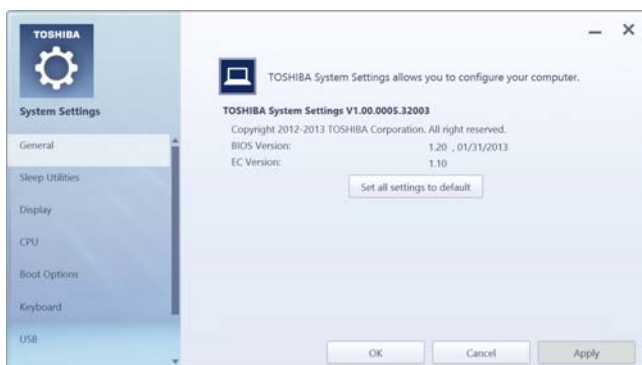 TOSHIBA
System Settings
General
Sleep Utilities
Display
CPU
Boot Options
Keyboard
USB
TOSHIBA System Settings allows you to configure your computer.
TOSHIBA System Settings V1.00.0005.32003
Copyright 2012-2013 TOSHIBA Corporation. All right reserved.
BIOS Version: 1.20 , 01/31/2013
EC Version: 1.10
Set all settings to default
OK Cancel Apply